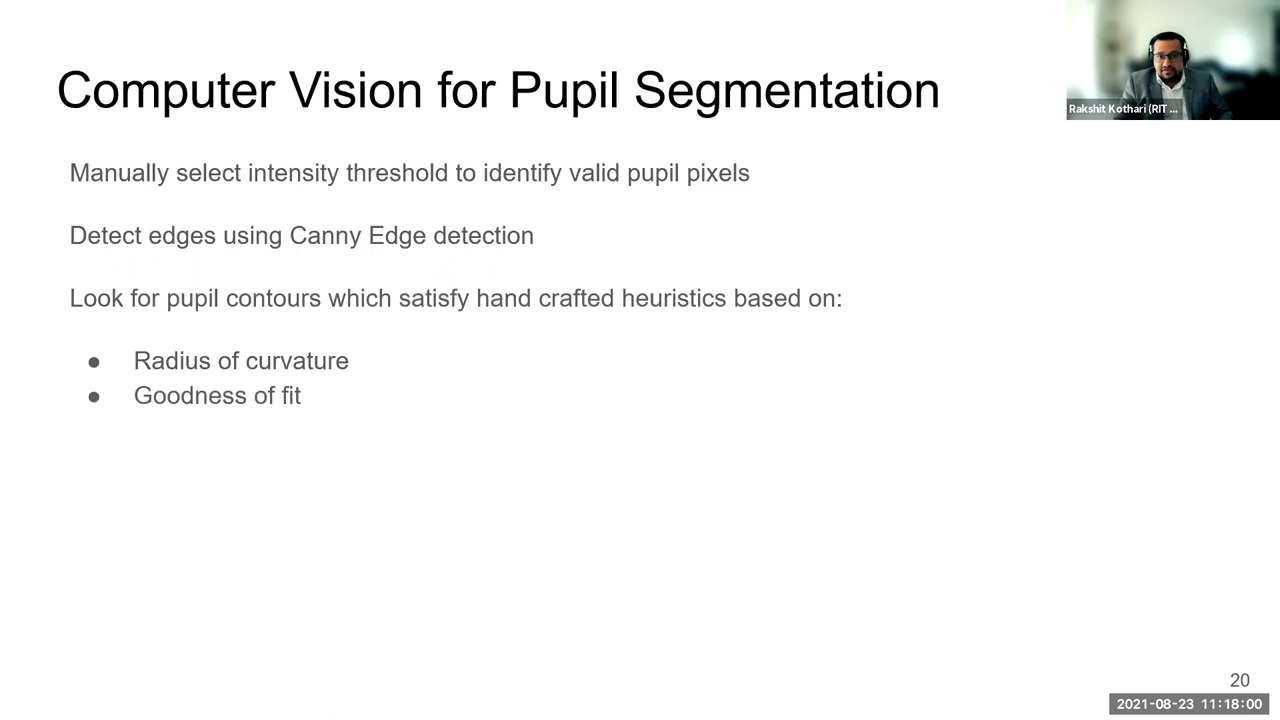 Computer Vision for Pupil Segmentation
Rakshit Kothari (RIT ...
Manually select intensity threshold to identify valid pupil pixels
Detect edges using Canny Edge detection
Look for pupil contours which satisfy hand crafted heuristics based on:
● Radius of curvature
● Goodness of fit
20
2021-08-23 11:18:00